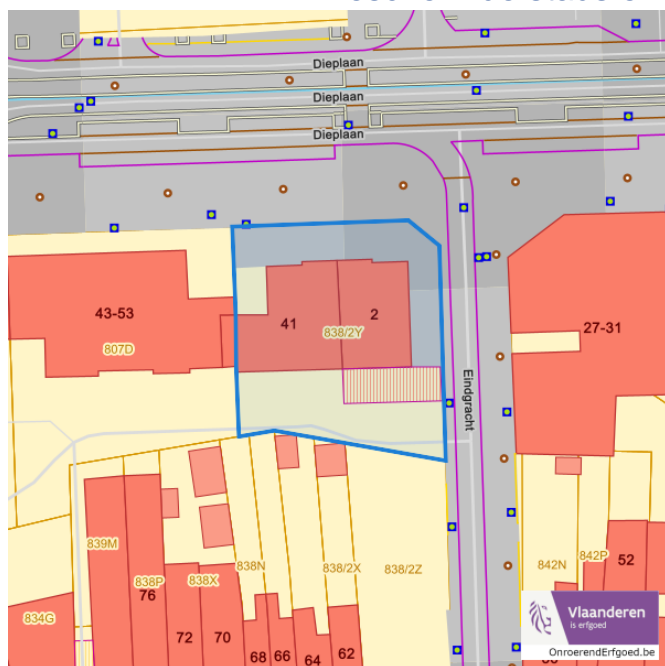 Dieplaan
Dieplaan
Dieplaan
43-53
807D
41
2
838/2Y
27-31
Eindgracht
839M
838P
76
838X
838N
838/2X
838/2Z
842N
842P
52
834G
72
70
68
66
64
62
Vlaanderen
is erfgoed
OnroerendErfgoed.be